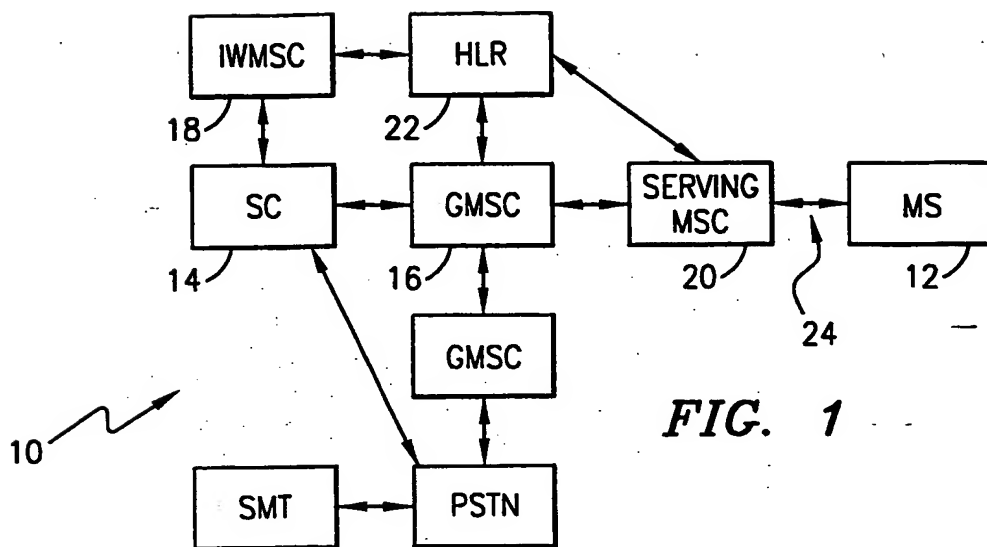 IWMSC
HLR
18
22
SC
GMSC
SERVING
MSC
MS
14
16
20
12
24
GMSC
FIG. 1
10
SMT
PSTN